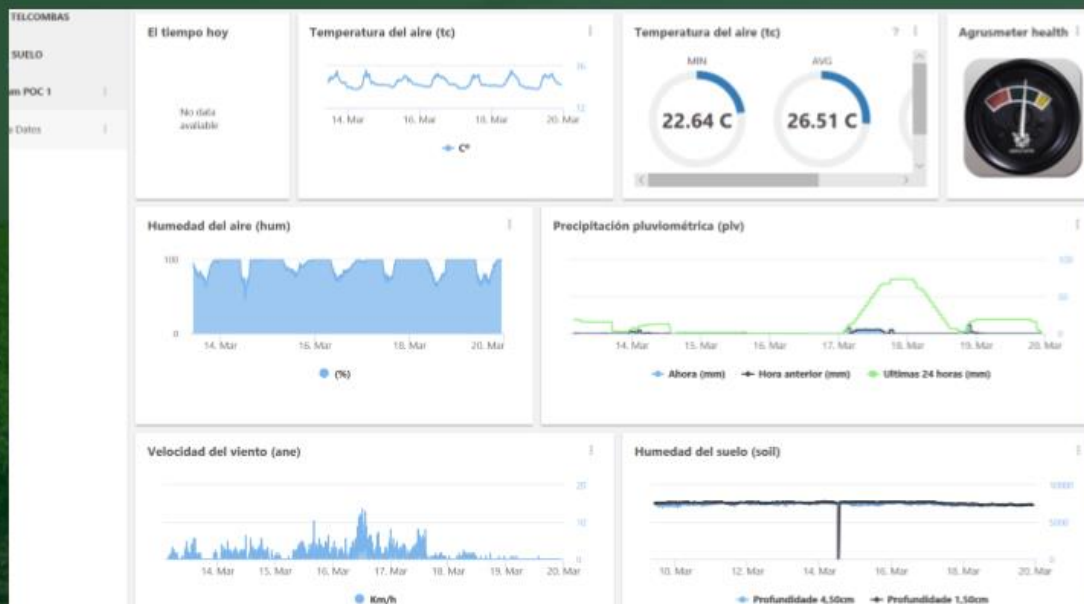 TELCOMBAS
SUELO
m POC 1
Datos
El tiempo hoy
No data
available
Temperatura del aire (tc)
16
12
14. Mar 16. Mar 18. Mar 20. Mar
C°
Temperatura del aire (tc) ?
MIN AVG
22.64 C 26.51 C
Agrusmeter health
Humedad del aire (hum)
100
0
14. Mar 16. Mar 18. Mar 20. Mar
(%)
Precipitación pluviométrica (plv)
100
50
0
14. Mar 15. Mar 16. Mar 17. Mar 18. Mar 19. Mar 20. Mar
Ahora (mm) Hora anterior (mm) Ultimas 24 horas (mm)
Velocidad del viento (ane)
20
10
0
14. Mar 15. Mar 16. Mar 17. Mar 18. Mar 19. Mar 20. Mar
Km/h
Humedad del suelo (soil)
10000
5000
0
10. Mar 12. Mar 14. Mar 16. Mar 18. Mar 20. Mar
Profundidade 4,50cm Profundidade 1,50cm